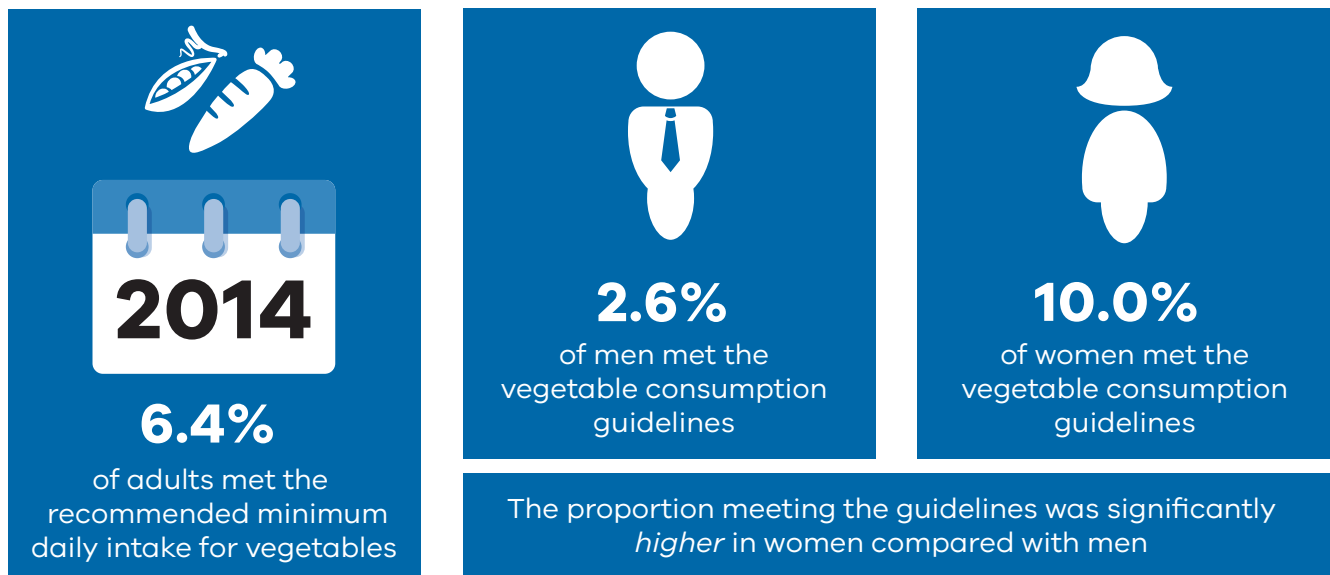 2014
6.4%
of adults met the
recommended minimum
daily intake for vegetables
2.6%
of men met the
vegetable consumption
guidelines
10.0%
of women met the
vegetable consumption
guidelines
The proportion meeting the guidelines was significantly
higher in women compared with men